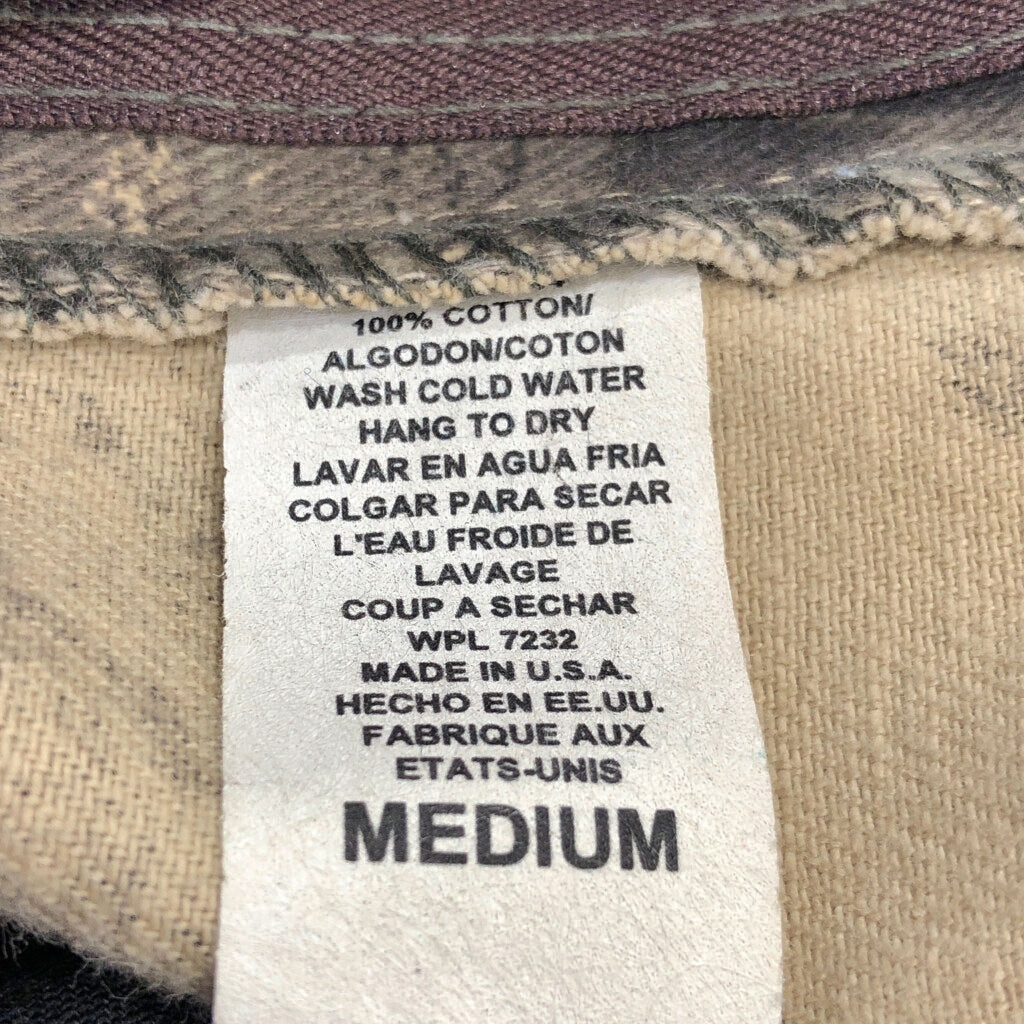 100% COTTON/
ALGODON/COTON
WASH COLD WATER
HANG TO DRY
LAVAR EN AGUA FRIA
COLGAR PARA SECAR
L'EAU FROIDE DE
LAVAGE
COUP A SECHAR
WPL 7232
MADE IN U.S.A.
HECHO EN EE.UU.
FABRIQUE AUX
ETATS-UNIS
MEDIUM